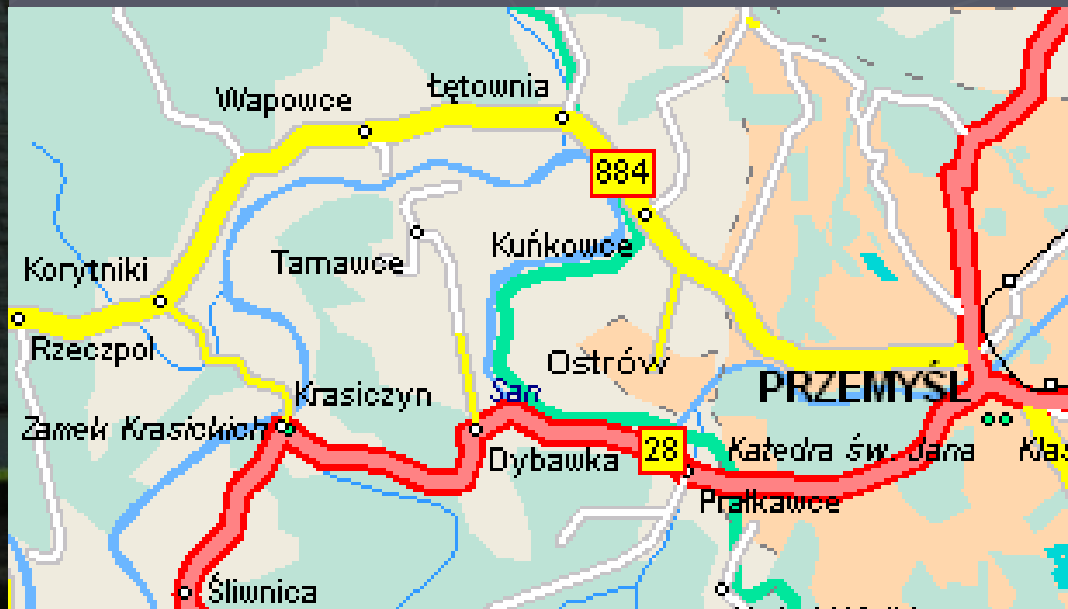 Wapowce
Łętownia
884
Kuńkowce
Tarnawce
Korytniki
Rzeczpol
Ostrów
PRZEMYŚL
Krasiczyn
San
Zamek Krasickich
28
Dybawka
Katedra św. Jana
Prałkawce
Śliwnica